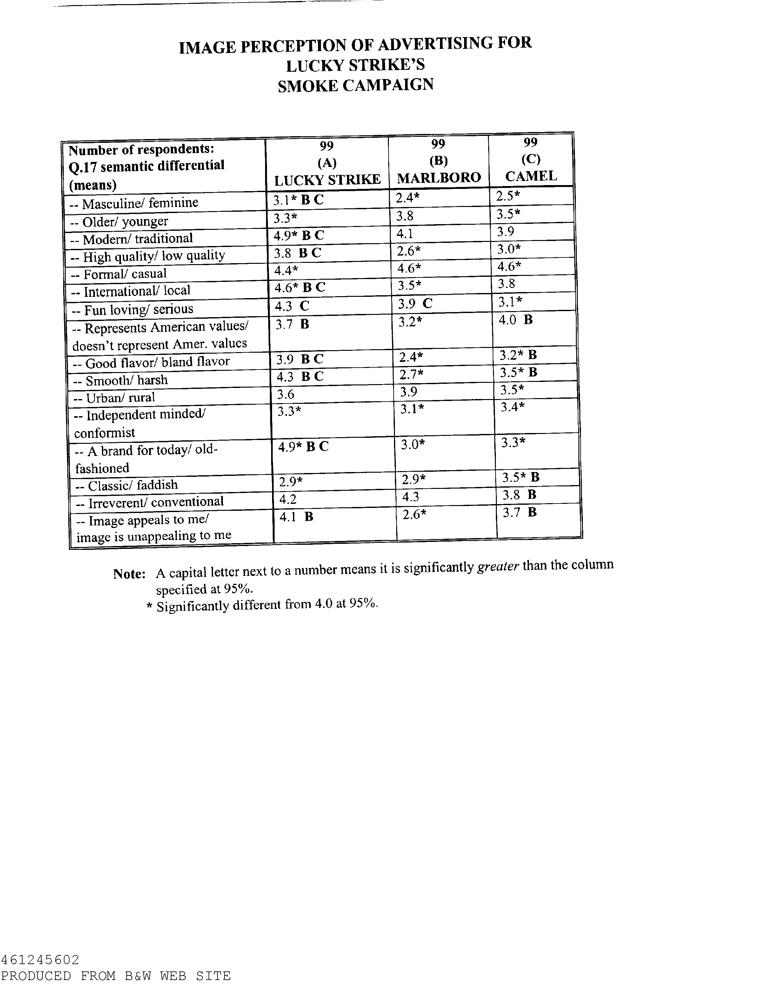 IMAGE PERCEPTION OF ADVERTISING FOR
LUCKY STRIKE'S
SMOKE CAMPAIGN
Number of respondents: 99 99 99
Q.17 semantic differential (A) (B) (C)
(means) LUCKY STRIKE MARLBORO CAMEL
-- Masculine/ feminine 3.1* B C 2.4* 2.5*
-- Older/ younger 3.3* 3.8 3.5*
-- Modern/ traditional 4.9* B C 4.1 3.9
-- High quality/ low quality 3.8 B C 2.6* 3.0*
-- Formal/ casual 4.4* 4.6* 4.6*
-- International/ local 4.6* B C 3.5* 3.8
-- Fun loving/ serious 4.3 C 3.9 C 3.1*
-- Represents American values/ 3.7 B 3.2* 4.0 B
doesn't represent Amer. values
-- Good flavor/ bland flavor 3.9 B C 2.4* 3.2* B
-- Smooth/ harsh 4.3 B C 2.7* 3.5* B
-- Urban/ rural 3.6 3.9 3.5*
-- Independent minded/ 3.3* 3.1* 3.4*
conformist
-- A brand for today/ old- 4.9* B C 3.0* 3.3*
fashioned
-- Classic/ faddish 2.9* 2.9* 3.5* B
-- Irreverent/ conventional 4.2 4.3 3.8 B
-- Image appeals to me/ 4.1 B 2.6* 3.7 B
image is unappealing to me
Note: A capital letter next to a number means it is significantly greater than the column
specified at 95%.
* Significantly different from 4.0 at 95%.
461245602
PRODUCED FROM B&W WEB SITE